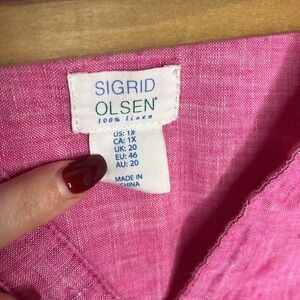 SIGRID
OLSEN
100% linen
US: 1X
CA: 1X
UK: 20
EU: 46
AU: 20
MADE IN
CHINA